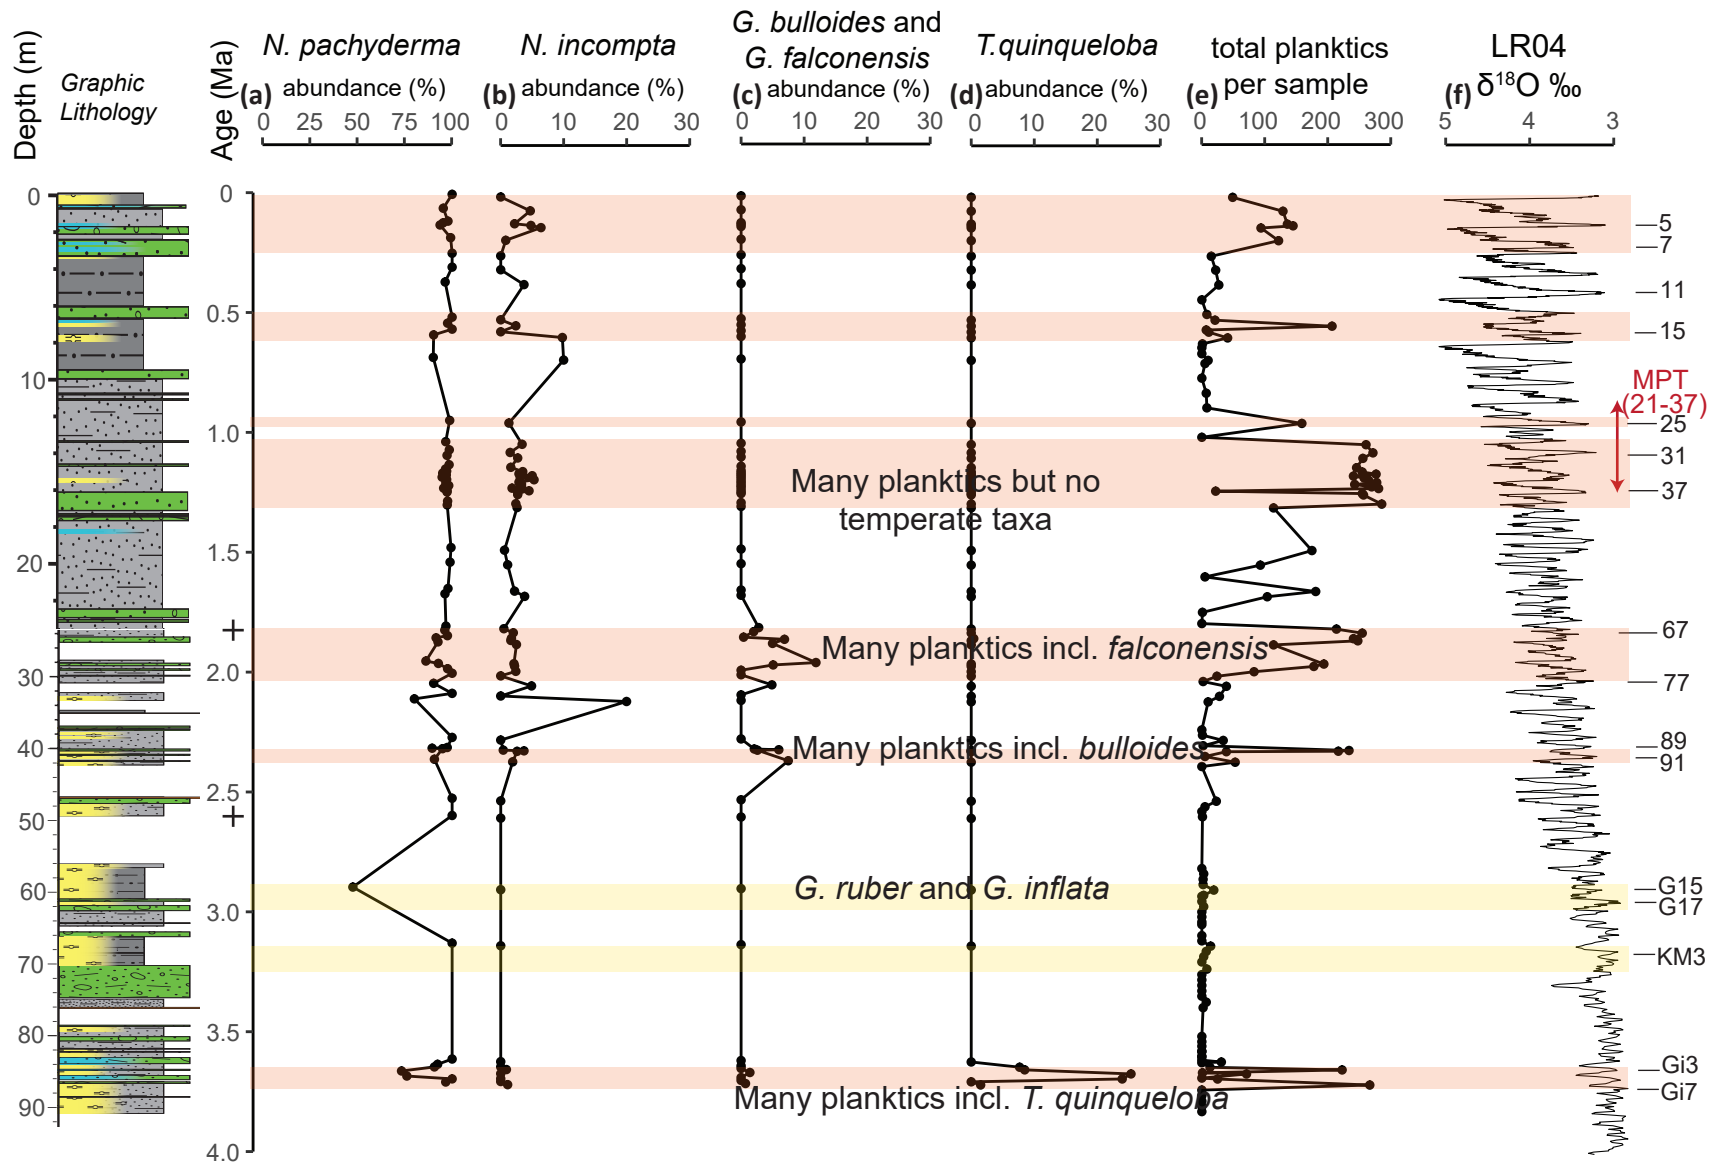 Depth (m)
Graphic
Lithology
Age (Ma)
N. pachyderma
(a) abundance (%)
0 25 50 75 100
N. incompta
(b) abundance (%)
0 10 20 30
G. bulloides and
G. falconensis
(c) abundance (%)
0 10 20 30
T.quinqueloba
(d) abundance (%)
0 10 20 30
total planktics
(e) per sample
0 100 200 300
LR04
(f) δ¹⁸O ‰
5 4 3
0
10
20
30
40
50
60
70
80
90
0
0.5
1.0
1.5
+
2.0
2.5
+
3.0
3.5
4.0
Many planktics but no
temperate taxa
Many planktics incl. falconensis
Many planktics incl. bulloides
G. ruber and G. inflata
Many planktics incl. T. quinqueloba
5
7
11
15
MPT
(21-37)
25
31
37
67
77
89
91
G15
G17
KM3
Gi3
Gi7